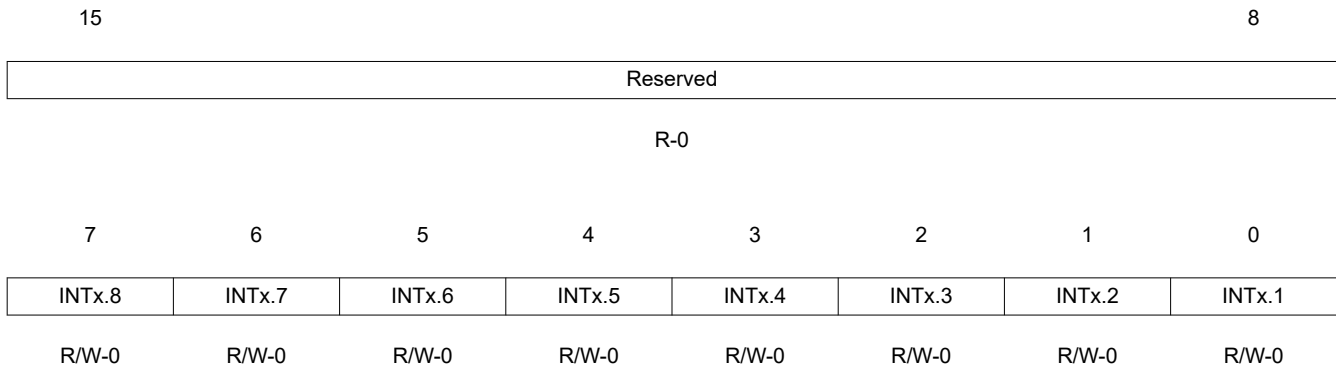 15 8
Reserved
R-0
7 6 5 4 3 2 1 0
INTx.8 INTx.7 INTx.6 INTx.5 INTx.4 INTx.3 INTx.2 INTx.1
R/W-0 R/W-0 R/W-0 R/W-0 R/W-0 R/W-0 R/W-0 R/W-0